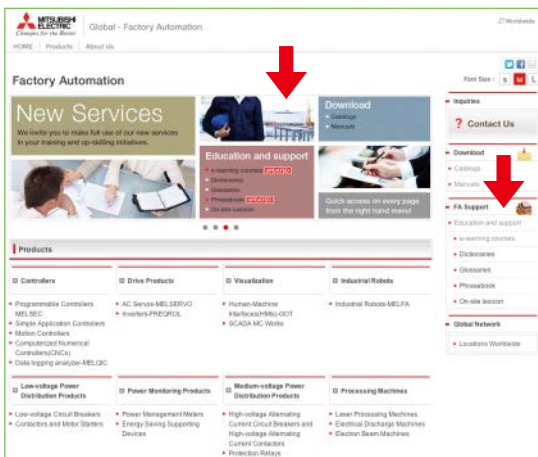 MITSUBISHI
ELECTRIC
Changes for the Better
Global - Factory Automation
Worldwide
HOME Products About Us
Factory Automation
Font Size : S M L
New Services
We invite you to make full use of our new services
in your training and up-skilling initiatives.
Education and support
e-learning courses UPDATED
Dictionaries
Glossaries
Phrasebook UPDATED
On-site Lesson
Download
Catalogs
Manuals
Quick access on every page
from the right hand menu!
Inquiries
? Contact Us
Download
Catalogs
Manuals
FA Support
Education and support
e-learning courses
Dictionaries
Glossaries
Phrasebook
On-site lesson
Global Network
Locations Worldwide
Products
Controllers
Programmable Controllers
MELSEC
Simple Application Controllers
Motion Controllers
Computerized Numerical
Controllers(CNCs)
Data logging analyzer-MELQIC
Drive Products
AC Servos-MELSERVO
Inverters-FREQROL
Visualization
Human-Machine
Interfaces(HMIs)-GOT
SCADA MC Works
Industrial Robots
Industrial Robots-MELFA
Low-voltage Power
Distribution Products
Low-voltage Circuit Breakers
Contactors and Motor Starters
Power Monitoring Products
Power Management Meters
Energy Saving Supporting
Devices
Medium-voltage Power
Distribution Products
High-voltage Alternating
Current Circuit Breakers and
High-voltage Alternating
Current Contactors
Protection Relays
Processing Machines
Laser Processing Machines
Electrical Discharge Machines
Electron Beam Machines